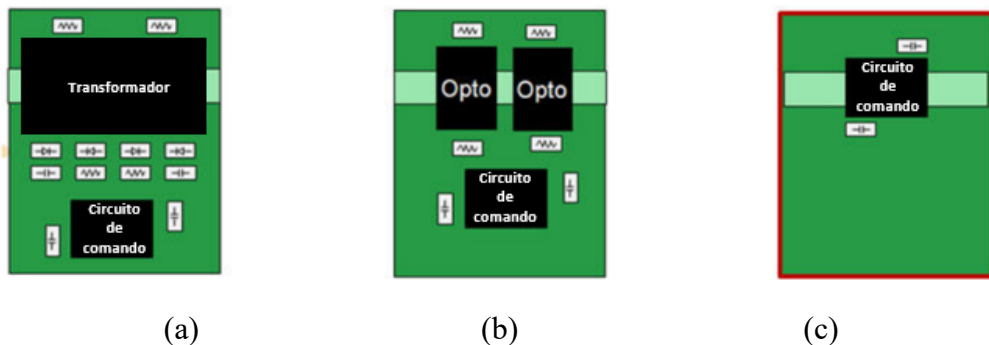 Transformador
Circuito
de
comando
(a)
Opto Opto
Circuito
de
comando
(b)
Circuito
de
comando
(c)